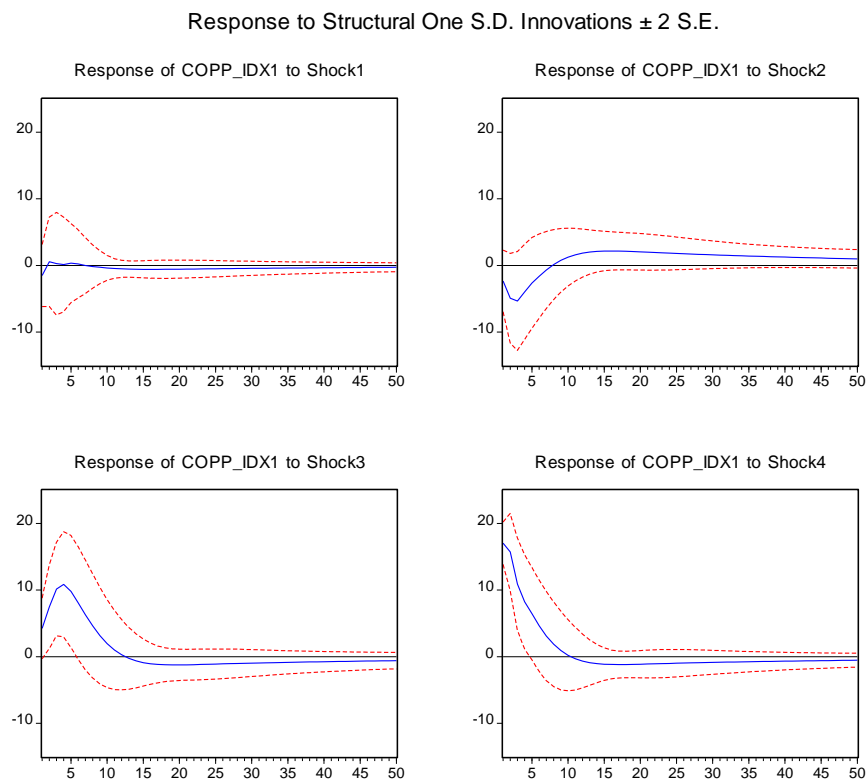 Response to Structural One S.D. Innovations ± 2 S.E.
Response of COPP_IDX1 to Shock1
20
10
0
-10
5 10 15 20 25 30 35 40 45 50
Response of COPP_IDX1 to Shock2
20
10
0
-10
5 10 15 20 25 30 35 40 45 50
Response of COPP_IDX1 to Shock3
20
10
0
-10
5 10 15 20 25 30 35 40 45 50
Response of COPP_IDX1 to Shock4
20
10
0
-10
5 10 15 20 25 30 35 40 45 50